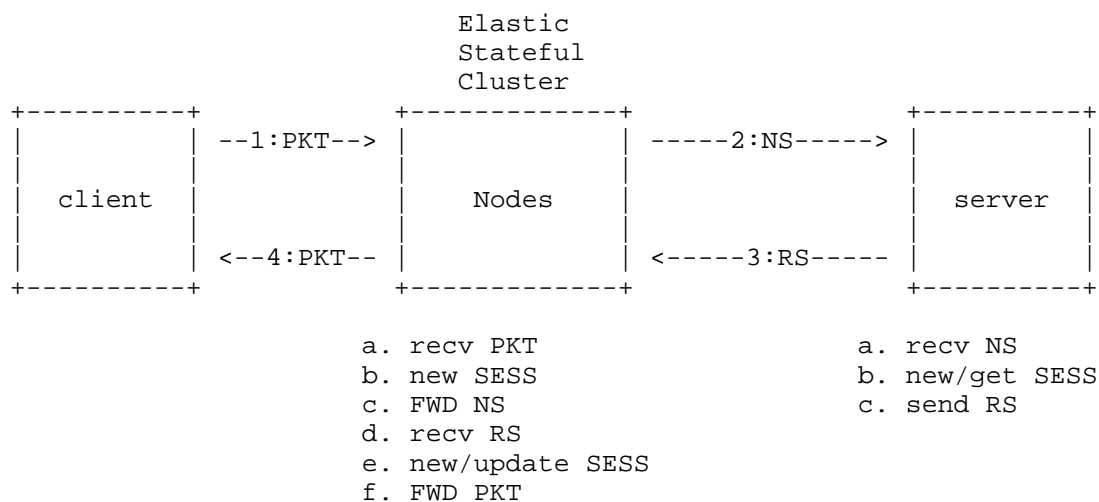 Elastic
Stateful
Cluster
--1:PKT--> -----2:NS----->
client Nodes server
<--4:PKT-- <-----3:RS-----
a. recv PKT a. recv NS
b. new SESS b. new/get SESS
c. FWD NS c. send RS
d. recv RS
e. new/update SESS
f. FWD PKT